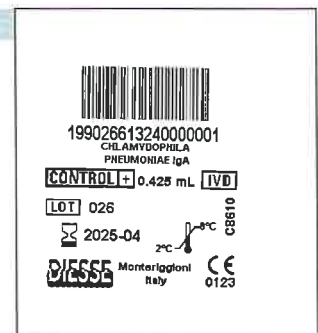 199026613240000001
CHLAMYDOPHILA
PNEUMONIAE IgA
CONTROL + 0.425 mL IVD
LOT 026
2025-04
2°C 8°C
C8610
DIESSE Monteriggioni
Italy
CE
0123